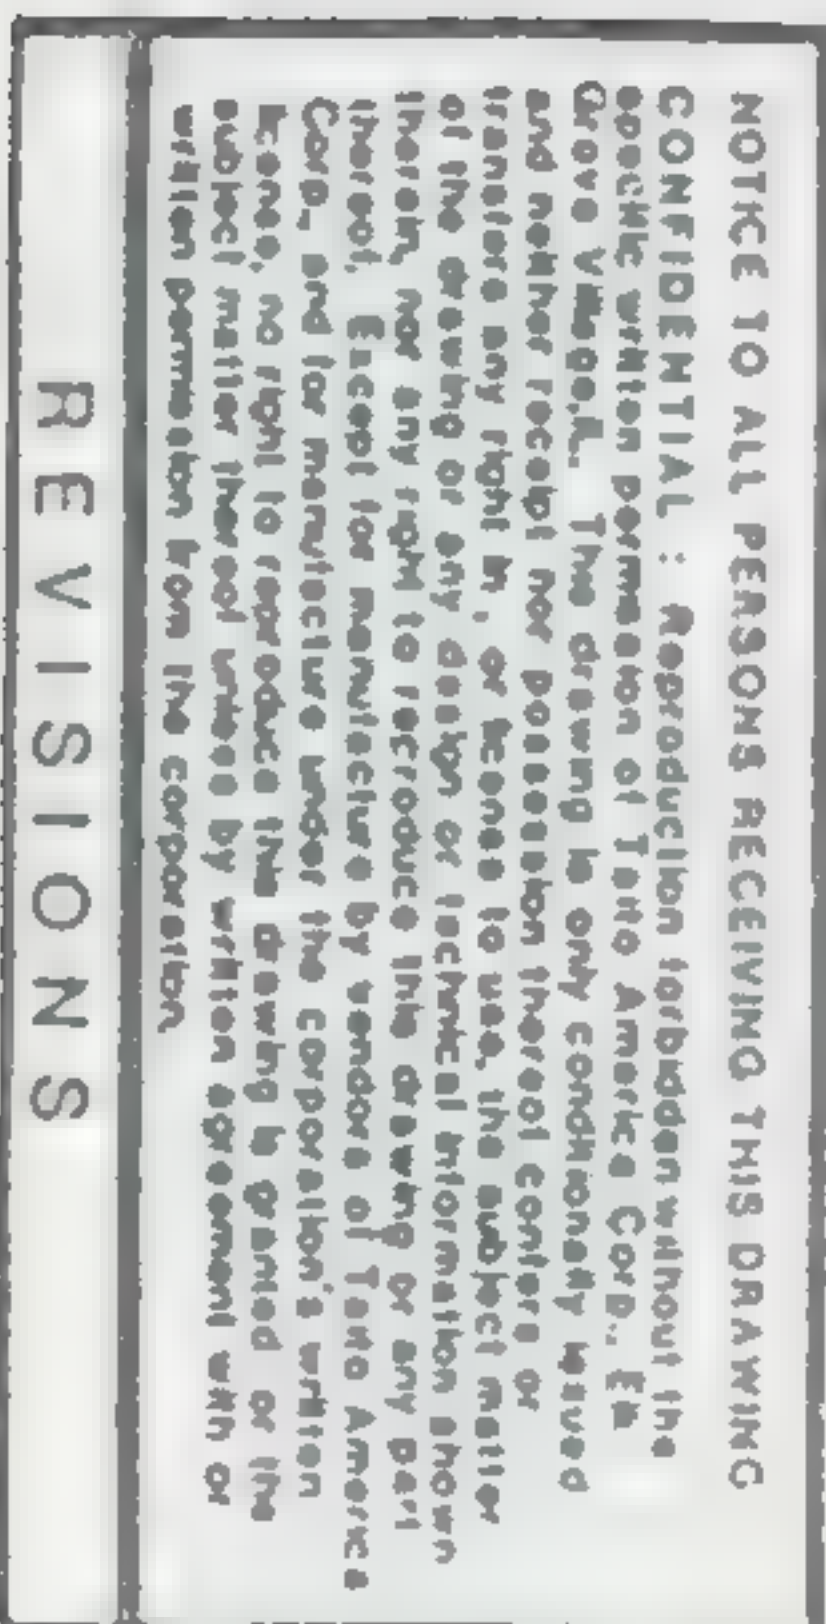 NOTICE TO ALL PERSONS RECEIVING THIS DRAWING
CONFIDENTIAL : Reproduction forbidden without the
specific written permission of Taito America Corp., Elk
Grove Village, IL. This drawing is only conditionally issued
and neither receipt nor possession thereof confers or
transfers any right in, or license to use, the subject matter
of the drawing or any design or technical information shown
therein, nor any right to reproduce this drawing or any part
thereof. Except for manufacture by vendors of Taito America
Corp., and for manufacture under the corporation's written
license, no right to reproduce this drawing is granted or the
subject matter thereof unless by written agreement with or
written permission from the corporation.
REVISIONS